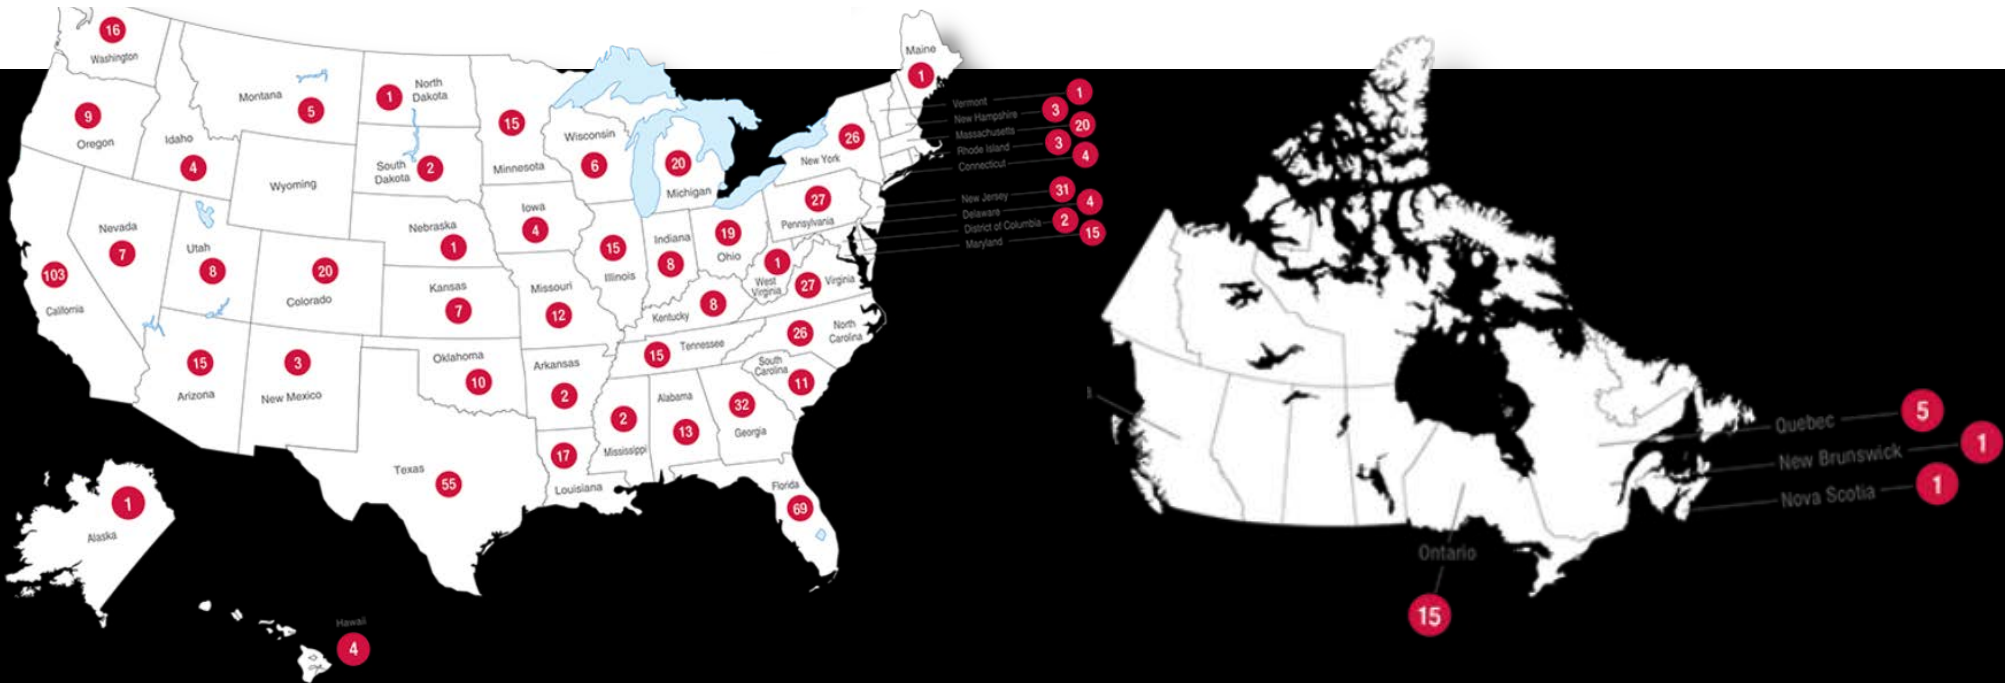 16
Washington
9
Oregon
Idaho
4
Montana
5
1
North
Dakota
South
Dakota
2
15
Minnesota
Wisconsin
6
20
Michigan
Maine
1
Vermont
1
New Hampshire
3
Massachusetts
20
Rhode Island
3
Connecticut
4
26
New York
27
Pennsylvania
New Jersey
31
Delaware
4
District of Columbia
2
Maryland
15
Wyoming
Nevada
7
Utah
8
103
California
20
Colorado
Nebraska
1
Iowa
4
Kansas
7
Missouri
12
15
Illinois
Indiana
8
19
Ohio
1
West
Virginia
27
Virginia
8
Kentucky
26
North
Carolina
15
Tennessee
South
Carolina
11
15
Arizona
3
New Mexico
Oklahoma
10
Arkansas
2
2
Mississippi
Alabama
13
32
Georgia
17
Louisiana
Texas
55
Florida
69
1
Alaska
Hawaii
4
Quebec
5
New Brunswick
1
Nova Scotia
1
Ontario
15